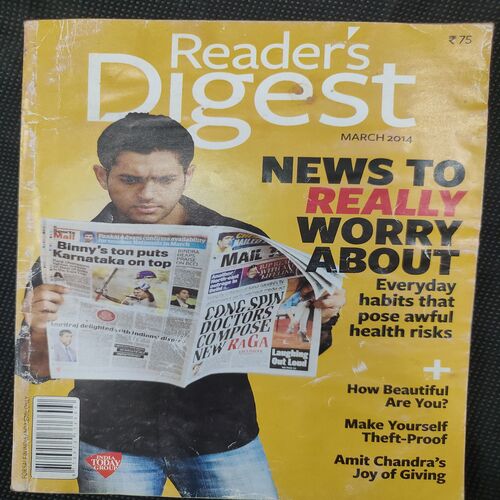 Reader's
Digest
₹ 75
MARCH 2014
NEWS TO
REALLY
WORRY
ABOUT
Everyday
habits that
pose awful
health risks
+
How Beautiful
Are You?
Make Yourself
Theft-Proof
Amit Chandra's
Joy of Giving
Mail
Binny's ton puts
Karnataka on top
MAIL
CONG SPIN
DOCTORS
COMPOSE
NEW RAGA
Laughing
Out Loud
INDIA
TODAY
GROUP